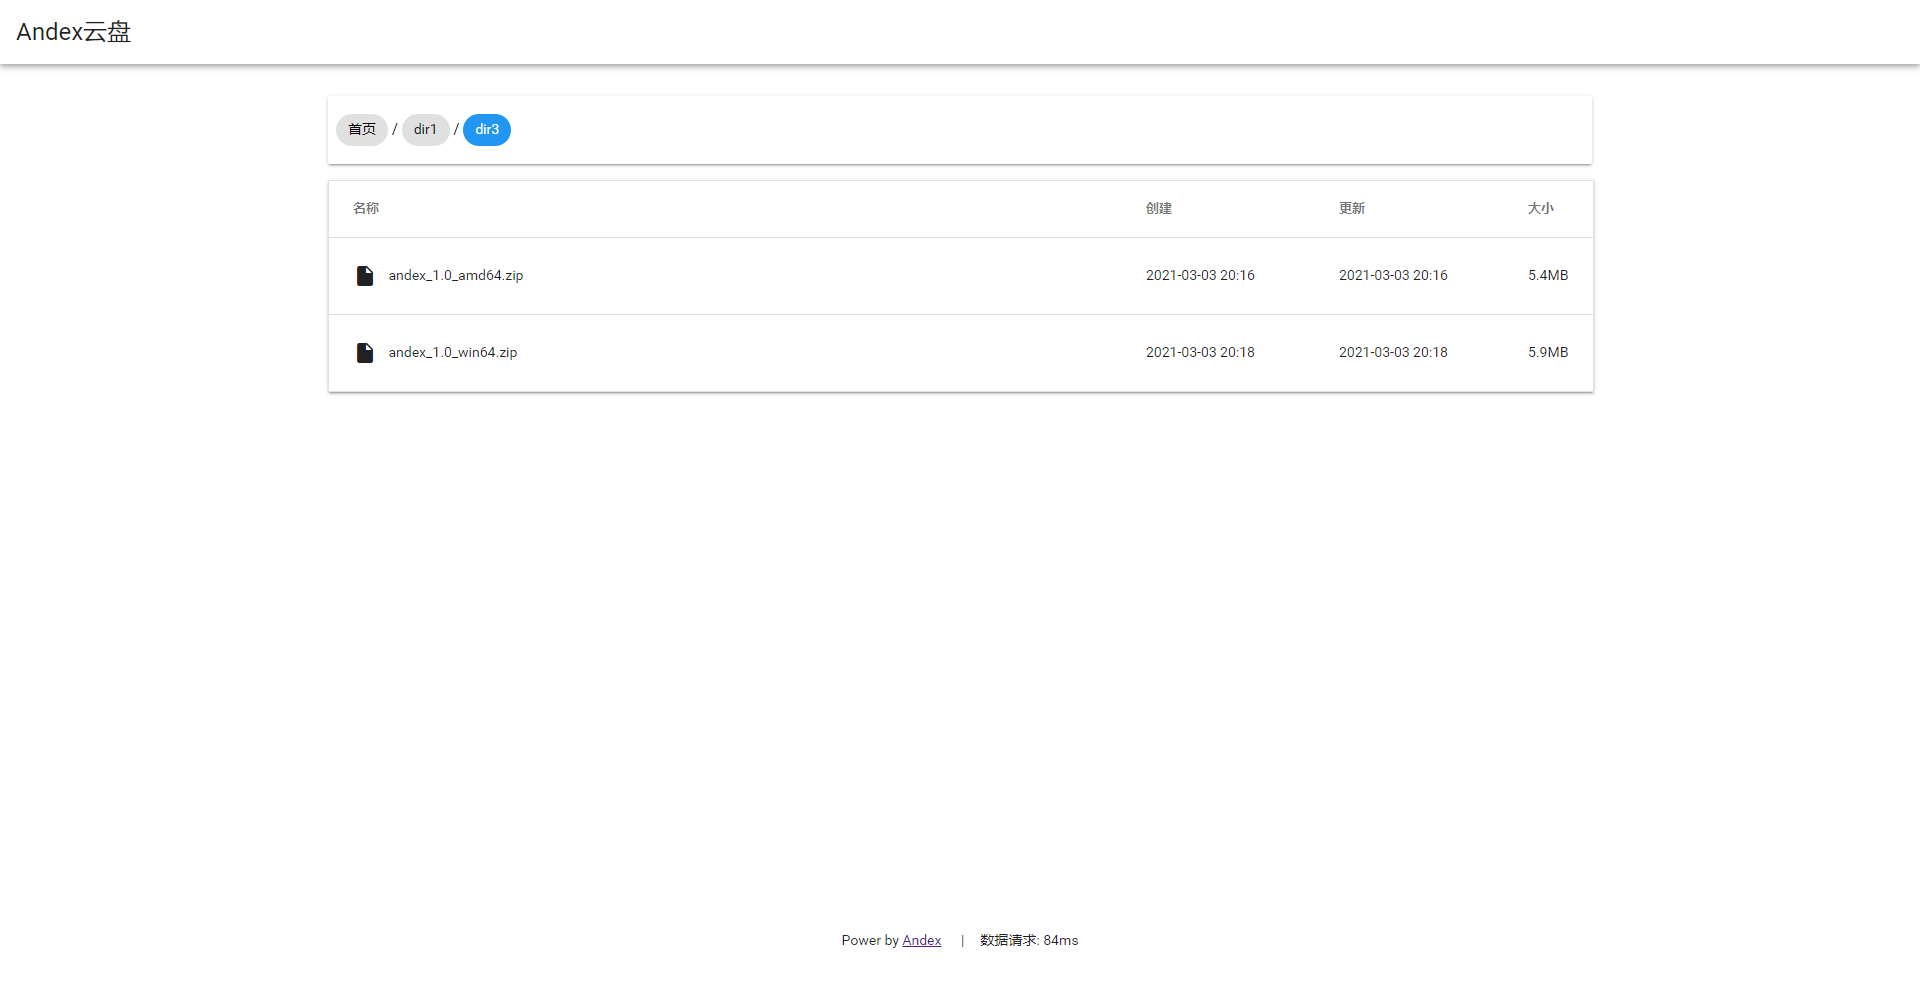 Andex云盘
首页 / dir1 / dir3
名称 创建 更新 大小
andex_1.0_amd64.zip 2021-03-03 20:16 2021-03-03 20:16 5.4MB
andex_1.0_win64.zip 2021-03-03 20:18 2021-03-03 20:18 5.9MB
Power by Andex | 数据请求: 84ms